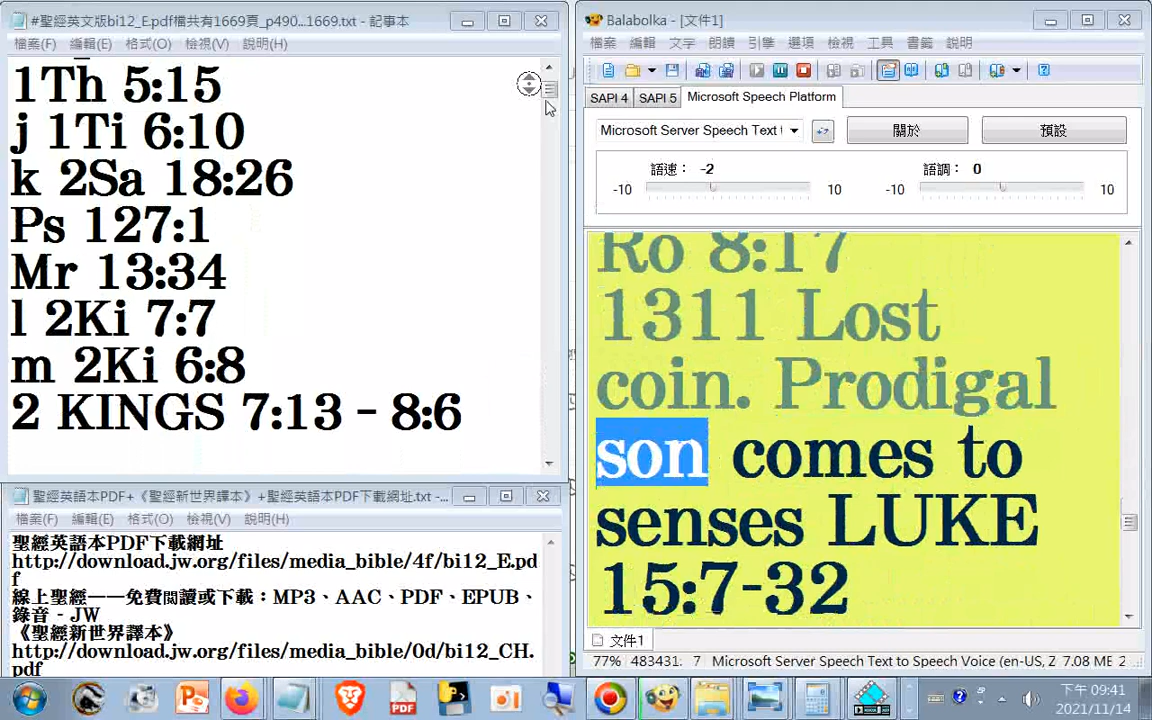 #聖經英文版bi12_E.pdf檔共有1669頁_p490...1669.txt - 記事本
檔案(F) 編輯(E) 格式(O) 檢視(V) 說明(H)
1Th 5:15
j 1Ti 6:10
k 2Sa 18:26
Ps 127:1
Mr 13:34
l 2Ki 7:7
m 2Ki 6:8
2 KINGS 7:13 - 8:6
聖經英語本PDF+《聖經新世界譯本》+聖經英語本PDF下載網址.txt -...
檔案(F) 編輯(E) 格式(O) 檢視(V) 說明(H)
聖經英語本PDF下載網址
http://download.jw.org/files/media_bible/4f/bi12_E.pd
f
線上聖經——免費閱讀或下載：MP3、AAC、PDF、EPUB、
錄音 - JW
《聖經新世界譯本》
http://download.jw.org/files/media_bible/0d/bi12_CH.
pdf
Balabolka - [文件1]
檔案 編輯 文字 朗讀 引擎 選項 檢視 工具 書籤 說明
SAPI 4 SAPI 5 Microsoft Speech Platform
Microsoft Server Speech Text 關於 預設
語速： -2 語調： 0
-10 10 -10 10
Ro 8:17
1311 Lost
coin. Prodigal
son comes to
senses LUKE
15:7-32
文件1
77% 483431: 7 Microsoft Server Speech Text to Speech Voice (en-US, Z 7.08 MB 2
下午 09:41
2021/11/14